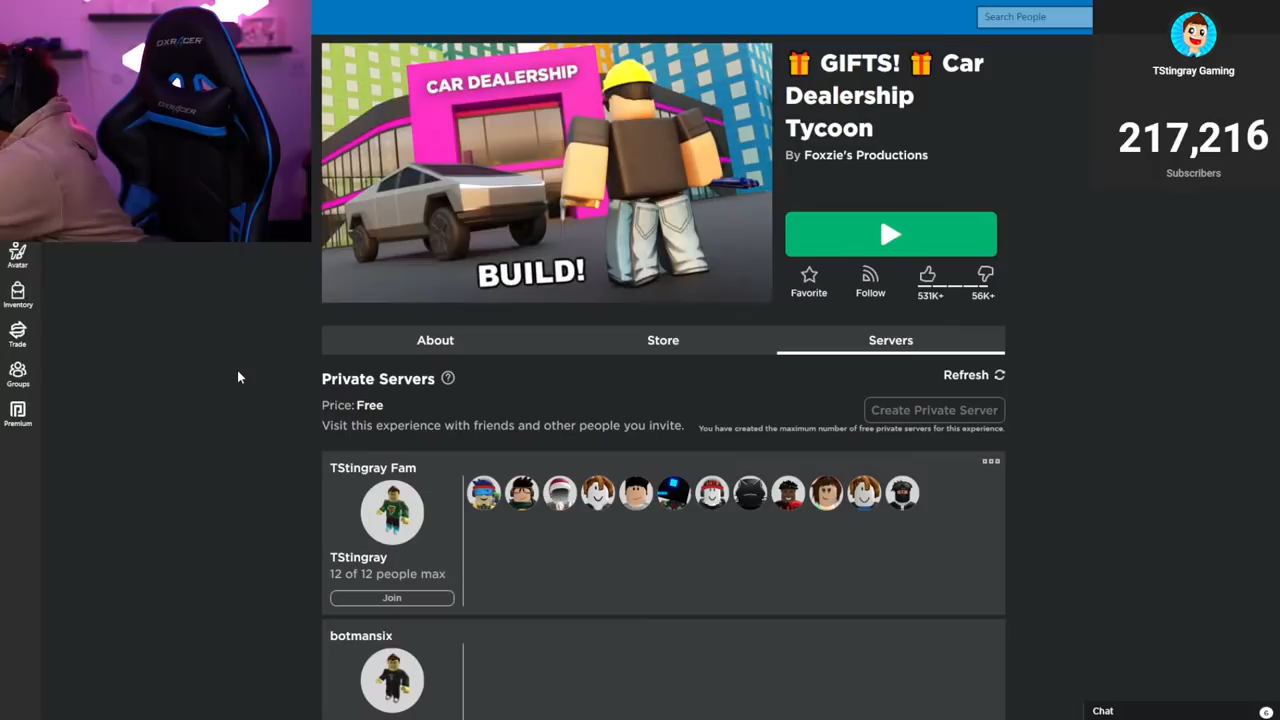 OXRACER
OXRACER
Search People
TStingray Gaming
217,216
Subscribers
CAR DEALERSHIP
BUILD!
🎁 GIFTS! 🎁 Car
Dealership
Tycoon
By Foxzie's Productions
Favorite
Follow
531K+
56K+
Avatar
Inventory
Trade
Groups
Premium
About
Store
Servers
Private Servers
Refresh
Price: Free
Create Private Server
Visit this experience with friends and other people you invite.
You have created the maximum number of free private servers for this experience.
TStingray Fam
TStingray
12 of 12 people max
Join
botmansix
Chat
6